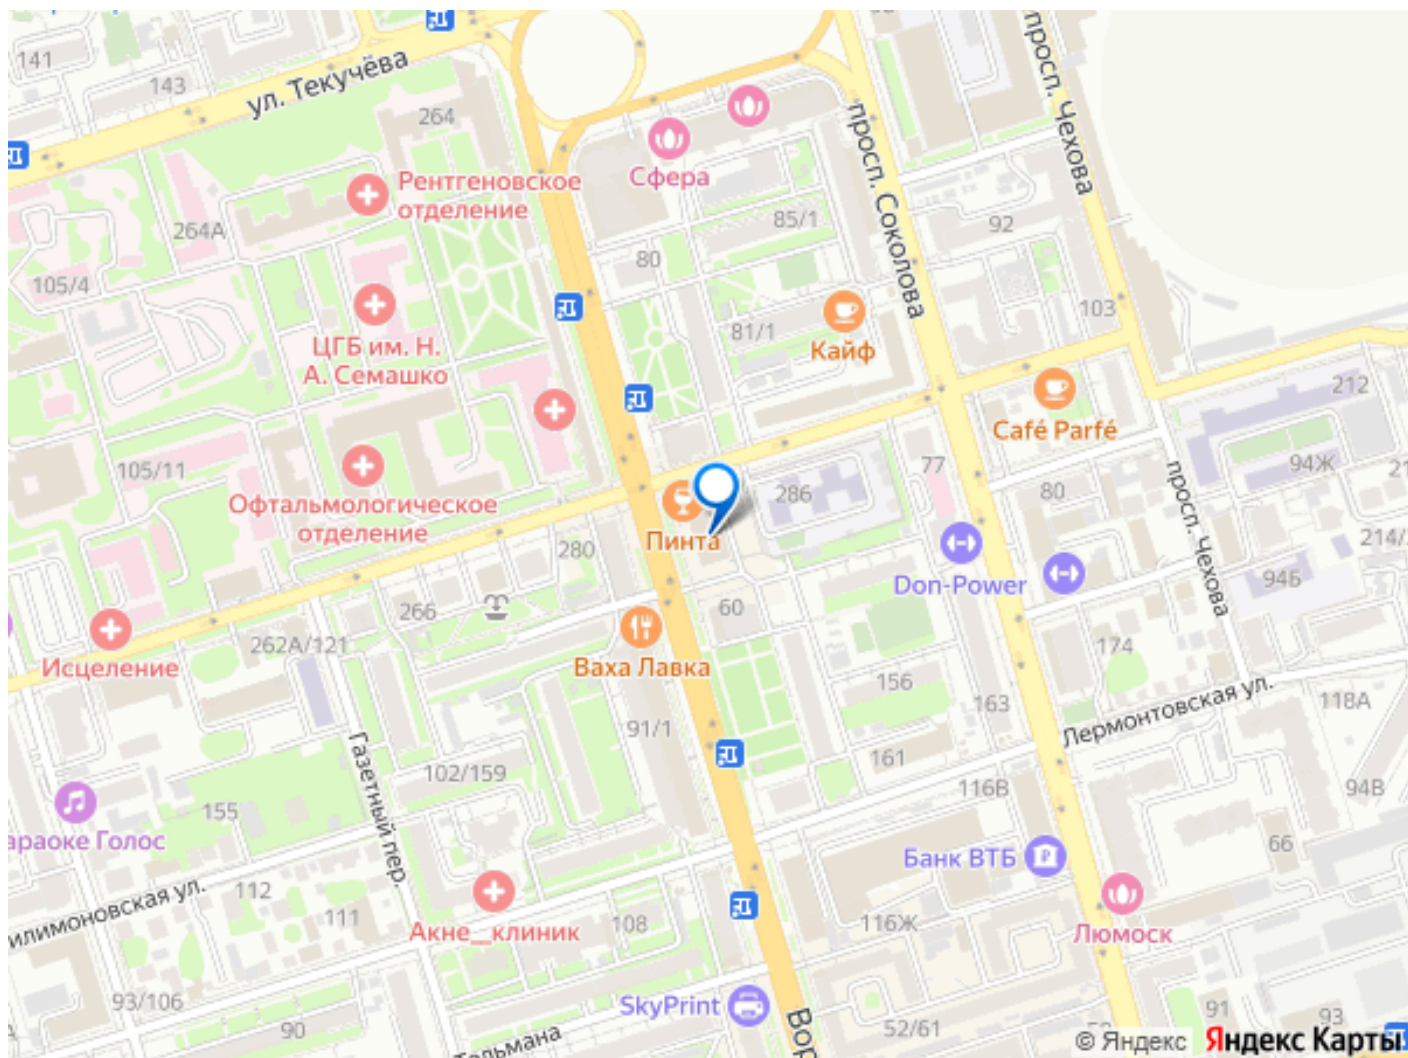 141
143
ул. Текучёва
264
Сфера
просп. Соколова
просп. Чехова
Рентгеновское
отделение
264А
85/1
92
80
105/4
81/1
Кайф
103
ЦГБ им. Н.
А. Семашко
212
Café Parfé
105/11
77
94Ж
Офтальмологическое
отделение
286
80
просп. Чехова
Пинта
280
Don-Power
94Б
266
60
262А/121
Исцеление
Ваха Лавка
174
156
163
Лермонтовская ул.
118А
91/1
Газетный пер.
102/159
161
116В
94В
155
араоке Голос
66
Банк ВТБ
илимоновская ул.
112
111
108
116Ж
Акне__клиник
Люмоск
93/106
SkyPrint
90
Тельмана
Вор
52/61
91
93
© Яндекс
Яндекс Карты